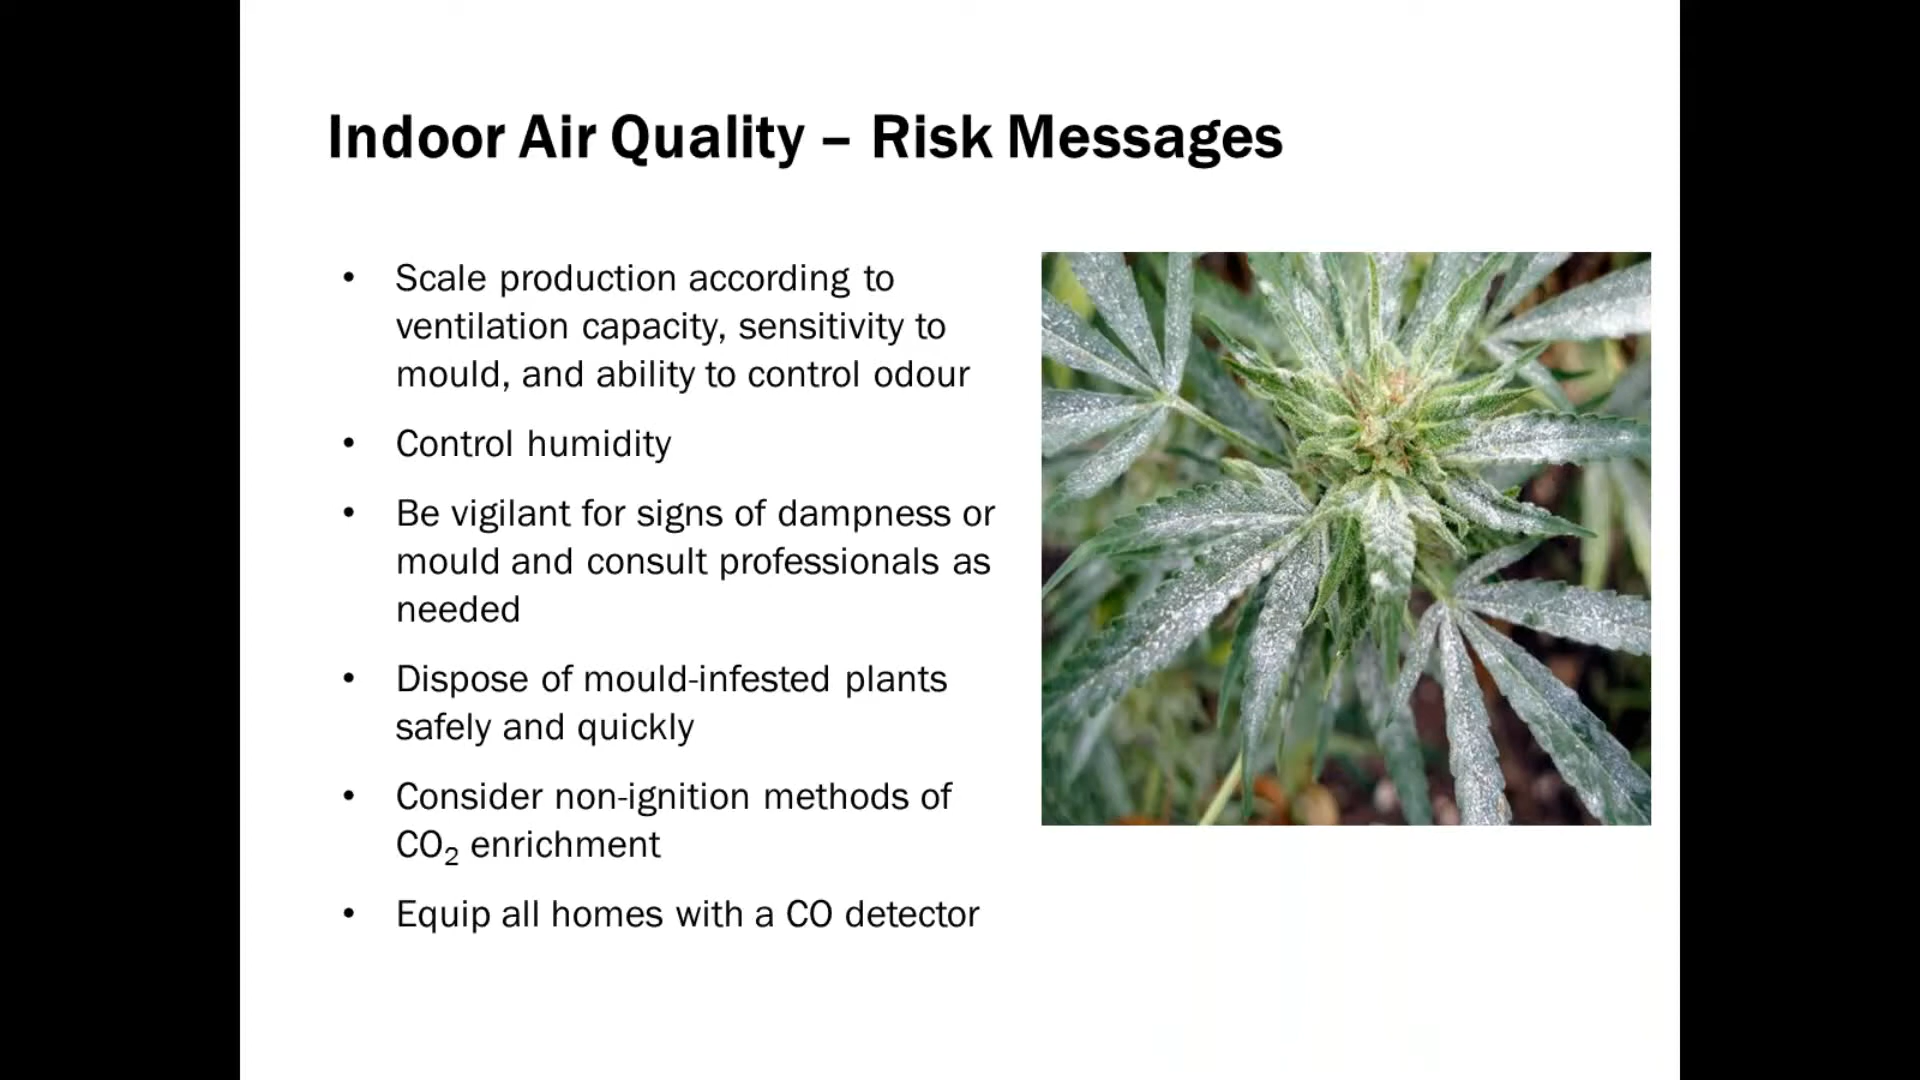 Indoor Air Quality – Risk Messages
• Scale production according to
ventilation capacity, sensitivity to
mould, and ability to control odour
• Control humidity
• Be vigilant for signs of dampness or
mould and consult professionals as
needed
• Dispose of mould-infested plants
safely and quickly
• Consider non-ignition methods of
CO₂ enrichment
• Equip all homes with a CO detector